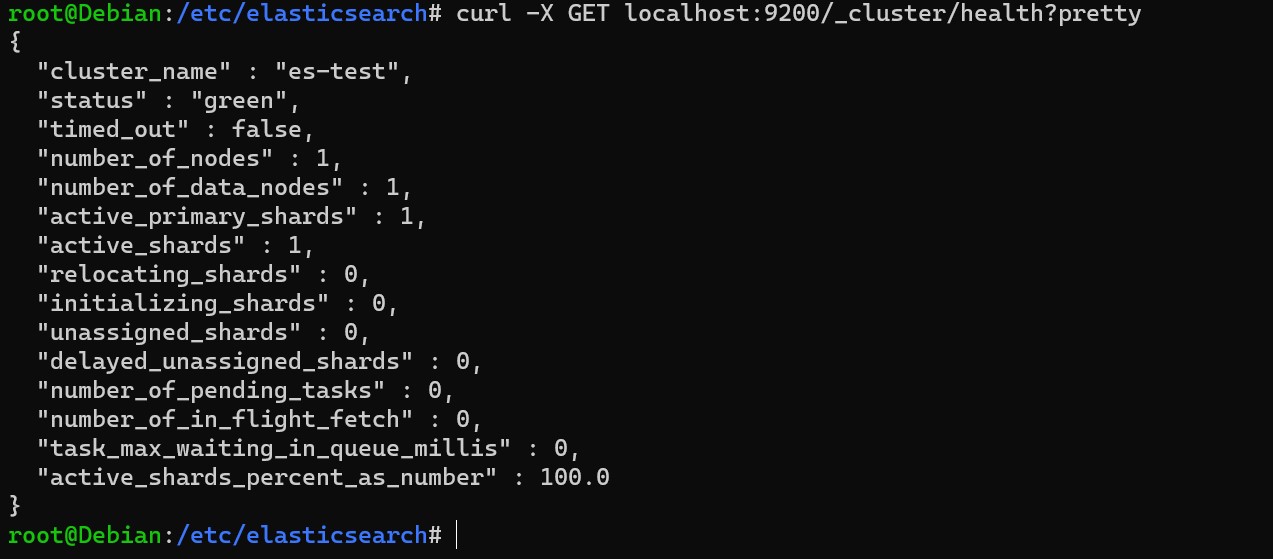 root@Debian:/etc/elasticsearch# curl -X GET localhost:9200/_cluster/health?pretty
{
  "cluster_name" : "es-test",
  "status" : "green",
  "timed_out" : false,
  "number_of_nodes" : 1,
  "number_of_data_nodes" : 1,
  "active_primary_shards" : 1,
  "active_shards" : 1,
  "relocating_shards" : 0,
  "initializing_shards" : 0,
  "unassigned_shards" : 0,
  "delayed_unassigned_shards" : 0,
  "number_of_pending_tasks" : 0,
  "number_of_in_flight_fetch" : 0,
  "task_max_waiting_in_queue_millis" : 0,
  "active_shards_percent_as_number" : 100.0
}
root@Debian:/etc/elasticsearch#